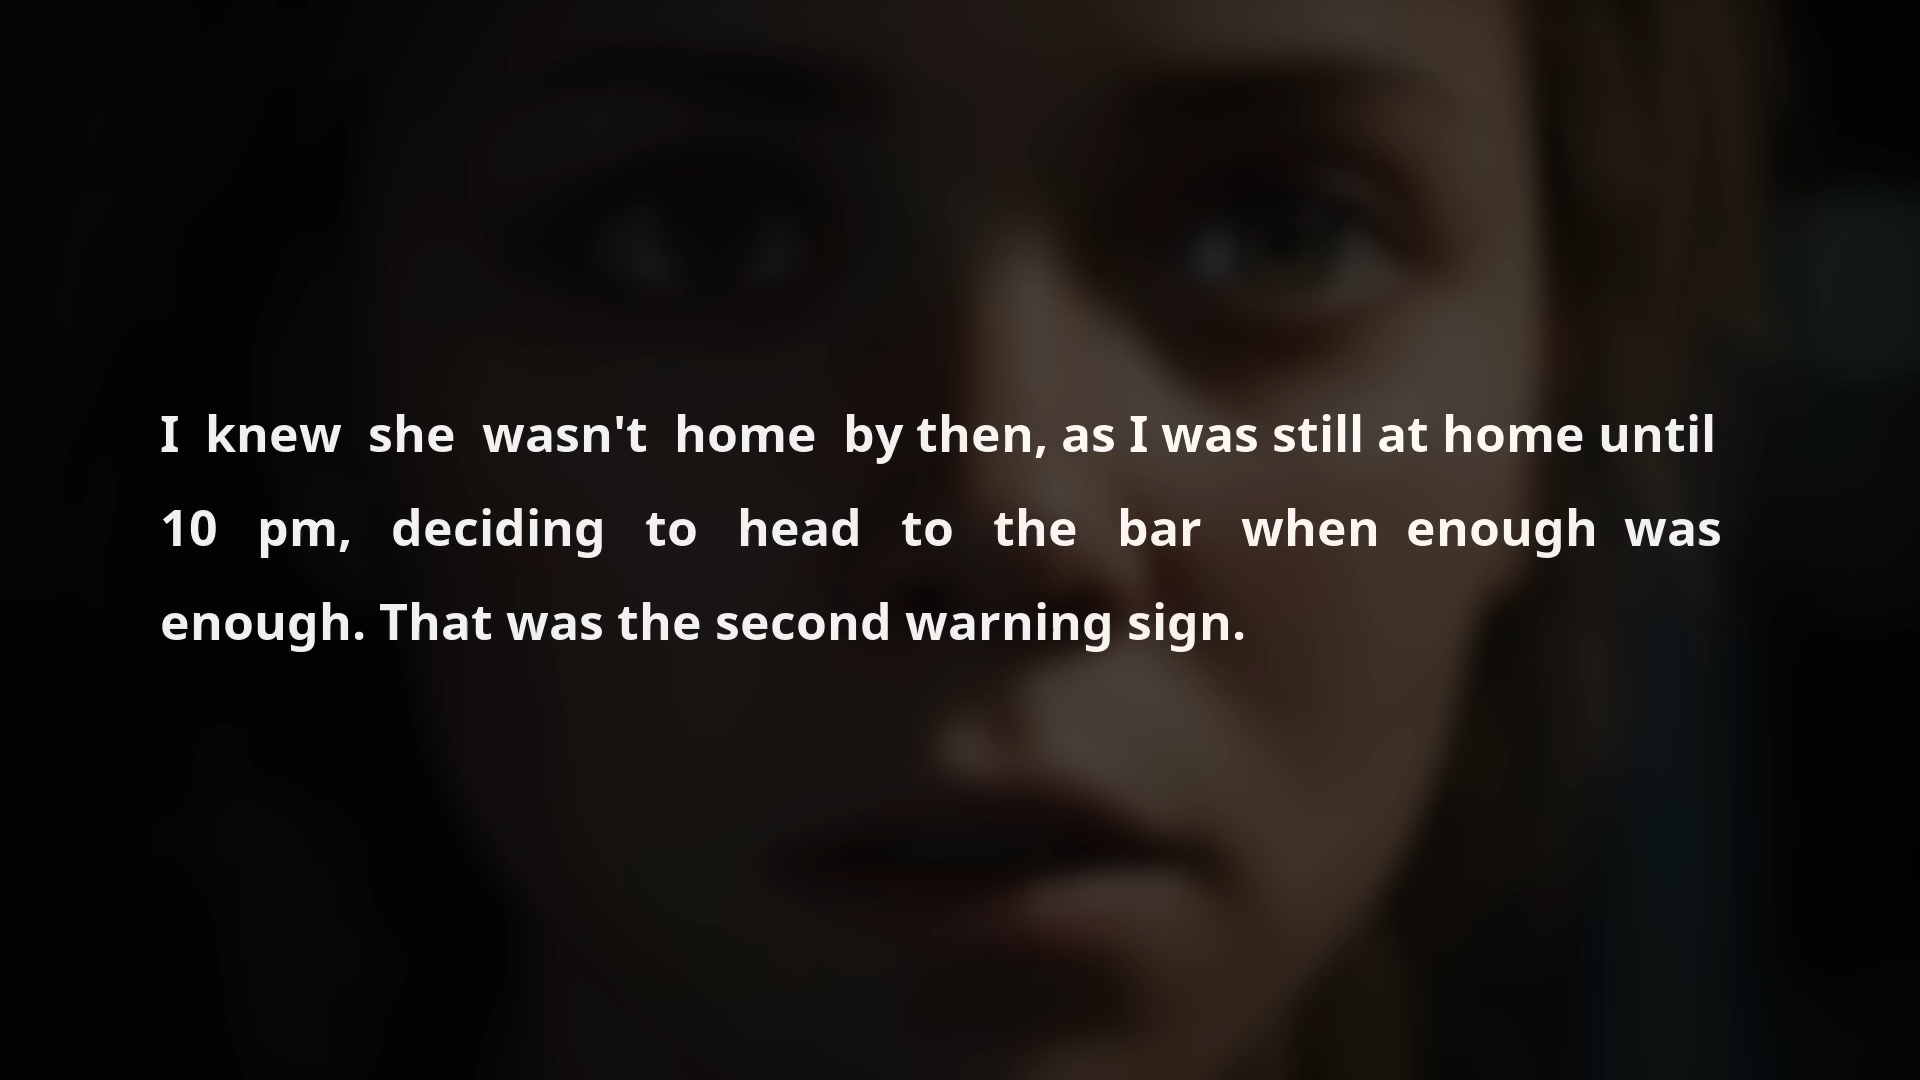 I knew she wasn't home by then, as I was still at home until
10 pm, deciding to head to the bar when enough was
enough. That was the second warning sign.